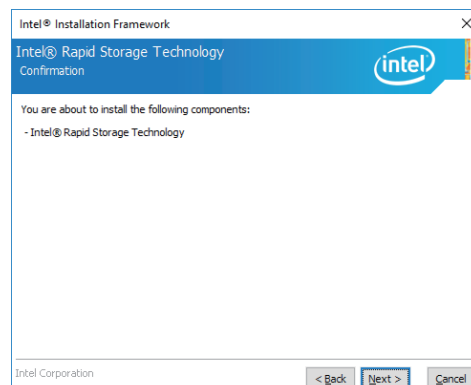 Intel® Installation Framework
Intel® Rapid Storage Technology
Confirmation
intel
You are about to install the following components:
- Intel® Rapid Storage Technology
Intel Corporation
< Back Next > Cancel